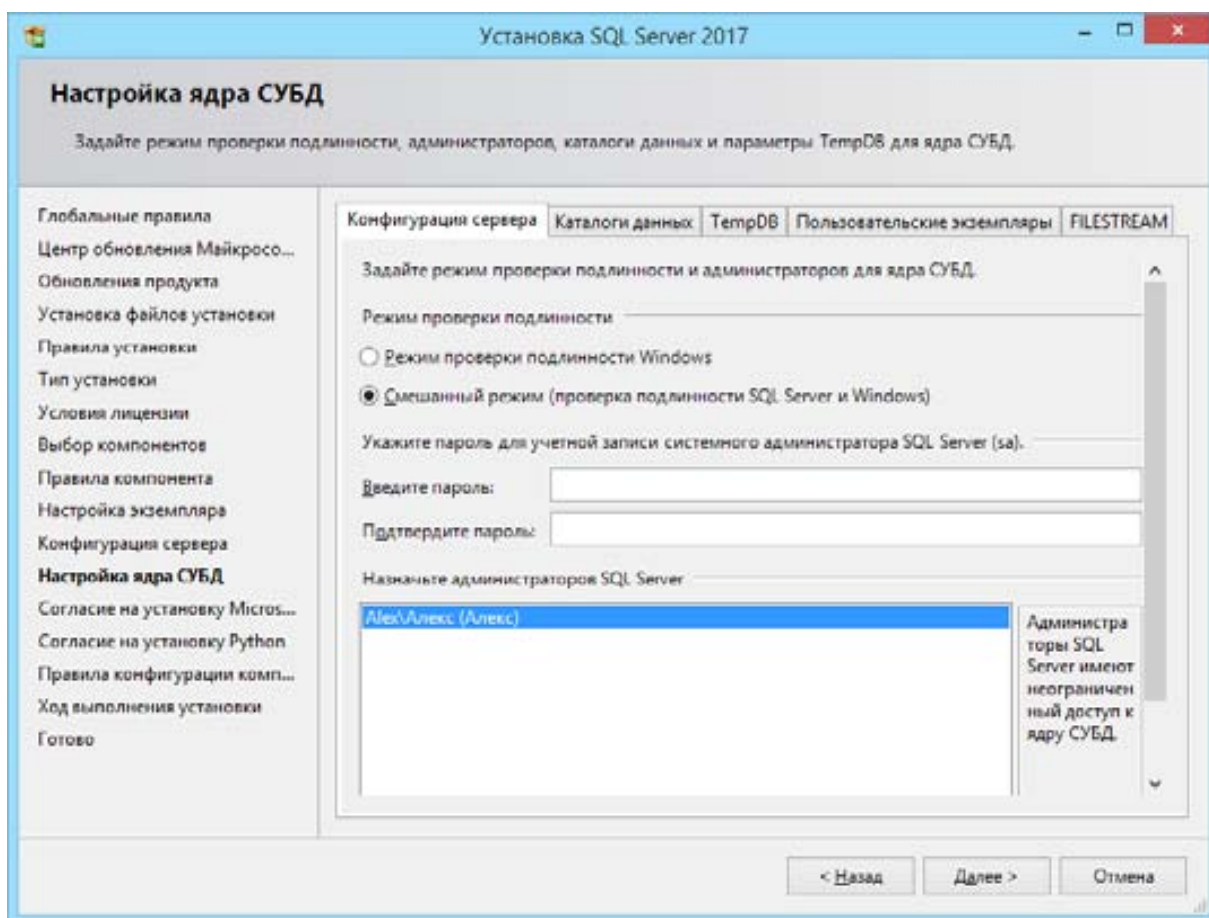 Установка SQL Server 2017
Настройка ядра СУБД
Задайте режим проверки подлинности, администраторов, каталоги данных и параметры TempDB для ядра СУБД.
Глобальные правила
Центр обновления Майкросо...
Обновления продукта
Установка файлов установки
Правила установки
Тип установки
Условия лицензии
Выбор компонентов
Правила компонента
Настройка экземпляра
Конфигурация сервера
Настройка ядра СУБД
Согласие на установку Micros...
Согласие на установку Python
Правила конфигурации комп...
Ход выполнения установки
Готово
Конфигурация сервера
Каталоги данных
TempDB
Пользовательские экземпляры
FILESTREAM
Задайте режим проверки подлинности и администраторов для ядра СУБД.
Режим проверки подлинности
Режим проверки подлинности Windows
Смешанный режим (проверка подлинности SQL Server и Windows)
Укажите пароль для учетной записи системного администратора SQL Server (sa).
Введите пароль:
Подтвердите пароль:
Назначьте администраторов SQL Server
Alex\Алекс (Алекс)
Администра
торы SQL
Server имеют
неограничен
ный доступ к
ядру СУБД.
< Назад
Далее >
Отмена